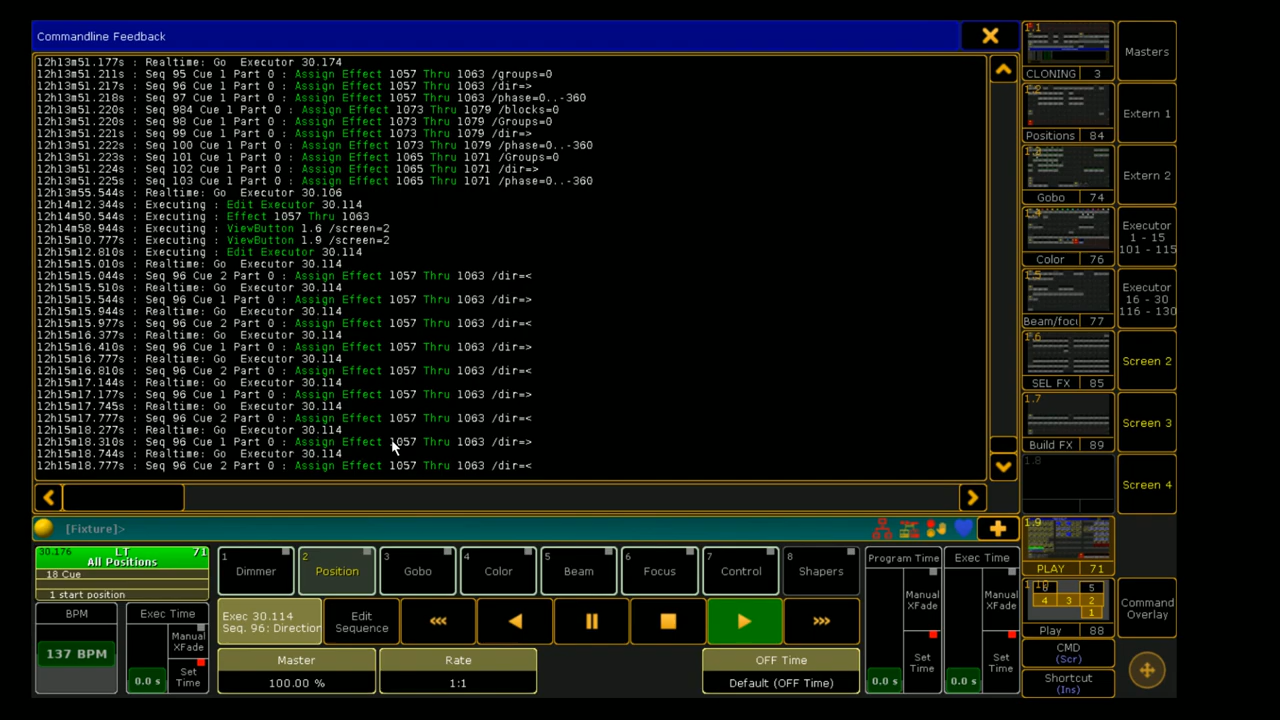 Commandline Feedback
12h13m51.177s : Realtime: Go  Executor 30.174
12h13m51.211s : Seq 95 Cue 1 Part 0 : Assign Effect 1057 Thru 1063 /groups=0
12h13m51.217s : Seq 96 Cue 1 Part 0 : Assign Effect 1057 Thru 1063 /dir=>
12h13m51.218s : Seq 97 Cue 1 Part 0 : Assign Effect 1057 Thru 1063 /phase=0..-360
12h13m51.220s : Seq 984 Cue 1 Part 0 : Assign Effect 1073 Thru 1079 /blocks=0
12h13m51.220s : Seq 98 Cue 1 Part 0 : Assign Effect 1073 Thru 1079 /Groups=0
12h13m51.221s : Seq 99 Cue 1 Part 0 : Assign Effect 1073 Thru 1079 /dir=>
12h13m51.222s : Seq 100 Cue 1 Part 0 : Assign Effect 1073 Thru 1079 /phase=0..-360
12h13m51.223s : Seq 101 Cue 1 Part 0 : Assign Effect 1065 Thru 1071 /Groups=0
12h13m51.224s : Seq 102 Cue 1 Part 0 : Assign Effect 1065 Thru 1071 /dir=>
12h13m51.225s : Seq 103 Cue 1 Part 0 : Assign Effect 1065 Thru 1071 /phase=0..-360
12h13m55.544s : Realtime: Go  Executor 30.106
12h14m12.344s : Executing : Edit Executor 30.114
12h14m50.544s : Executing : Effect 1057 Thru 1063
12h14m58.944s : Executing : ViewButton 1.6 /screen=2
12h15m10.777s : Executing : ViewButton 1.9 /screen=2
12h15m12.810s : Executing : Edit Executor 30.114
12h15m15.010s : Realtime: Go  Executor 30.114
12h15m15.044s : Seq 96 Cue 2 Part 0 : Assign Effect 1057 Thru 1063 /dir=<
12h15m15.510s : Realtime: Go  Executor 30.114
12h15m15.544s : Seq 96 Cue 1 Part 0 : Assign Effect 1057 Thru 1063 /dir=>
12h15m15.944s : Realtime: Go  Executor 30.114
12h15m15.977s : Seq 96 Cue 2 Part 0 : Assign Effect 1057 Thru 1063 /dir=<
12h15m16.377s : Realtime: Go  Executor 30.114
12h15m16.410s : Seq 96 Cue 1 Part 0 : Assign Effect 1057 Thru 1063 /dir=>
12h15m16.777s : Realtime: Go  Executor 30.114
12h15m16.810s : Seq 96 Cue 2 Part 0 : Assign Effect 1057 Thru 1063 /dir=<
12h15m17.144s : Realtime: Go  Executor 30.114
12h15m17.177s : Seq 96 Cue 1 Part 0 : Assign Effect 1057 Thru 1063 /dir=>
12h15m17.745s : Realtime: Go  Executor 30.114
12h15m17.777s : Seq 96 Cue 2 Part 0 : Assign Effect 1057 Thru 1063 /dir=<
12h15m18.277s : Realtime: Go  Executor 30.114
12h15m18.310s : Seq 96 Cue 1 Part 0 : Assign Effect 1057 Thru 1063 /dir=>
12h15m18.744s : Realtime: Go  Executor 30.114
12h15m18.777s : Seq 96 Cue 2 Part 0 : Assign Effect 1057 Thru 1063 /dir=<
[Fixture]>
30.176 LT 71
All Positions
18 Cue
1 start position
1 Dimmer
2 Position
3 Gobo
4 Color
5 Beam
6 Focus
7 Control
8 Shapers
BPM
137 BPM
Exec Time
Manual XFade
Set Time
0.0 s
Exec 30.114
Seq. 96: Direction
Edit Sequence
Master
100.00 %
Rate
1:1
OFF Time
Default (OFF Time)
Program Time
Manual XFade
Set Time
0.0 s
Exec Time
Manual XFade
Set Time
0.0 s
1.1
CLONING 3
1.2
Positions 84
1.3
Gobo 74
1.4
Color 76
1.5
Beam/focu 77
1.6
SEL FX 85
1.7
Build FX 89
1.8
1.9
PLAY 71
1.10
6 5
4 3 2
1
Play 88
CMD
(Scr)
Shortcut
(Ins)
Masters
Extern 1
Extern 2
Executor
1 - 15
101 - 115
Executor
16 - 30
116 - 130
Screen 2
Screen 3
Screen 4
Command
Overlay